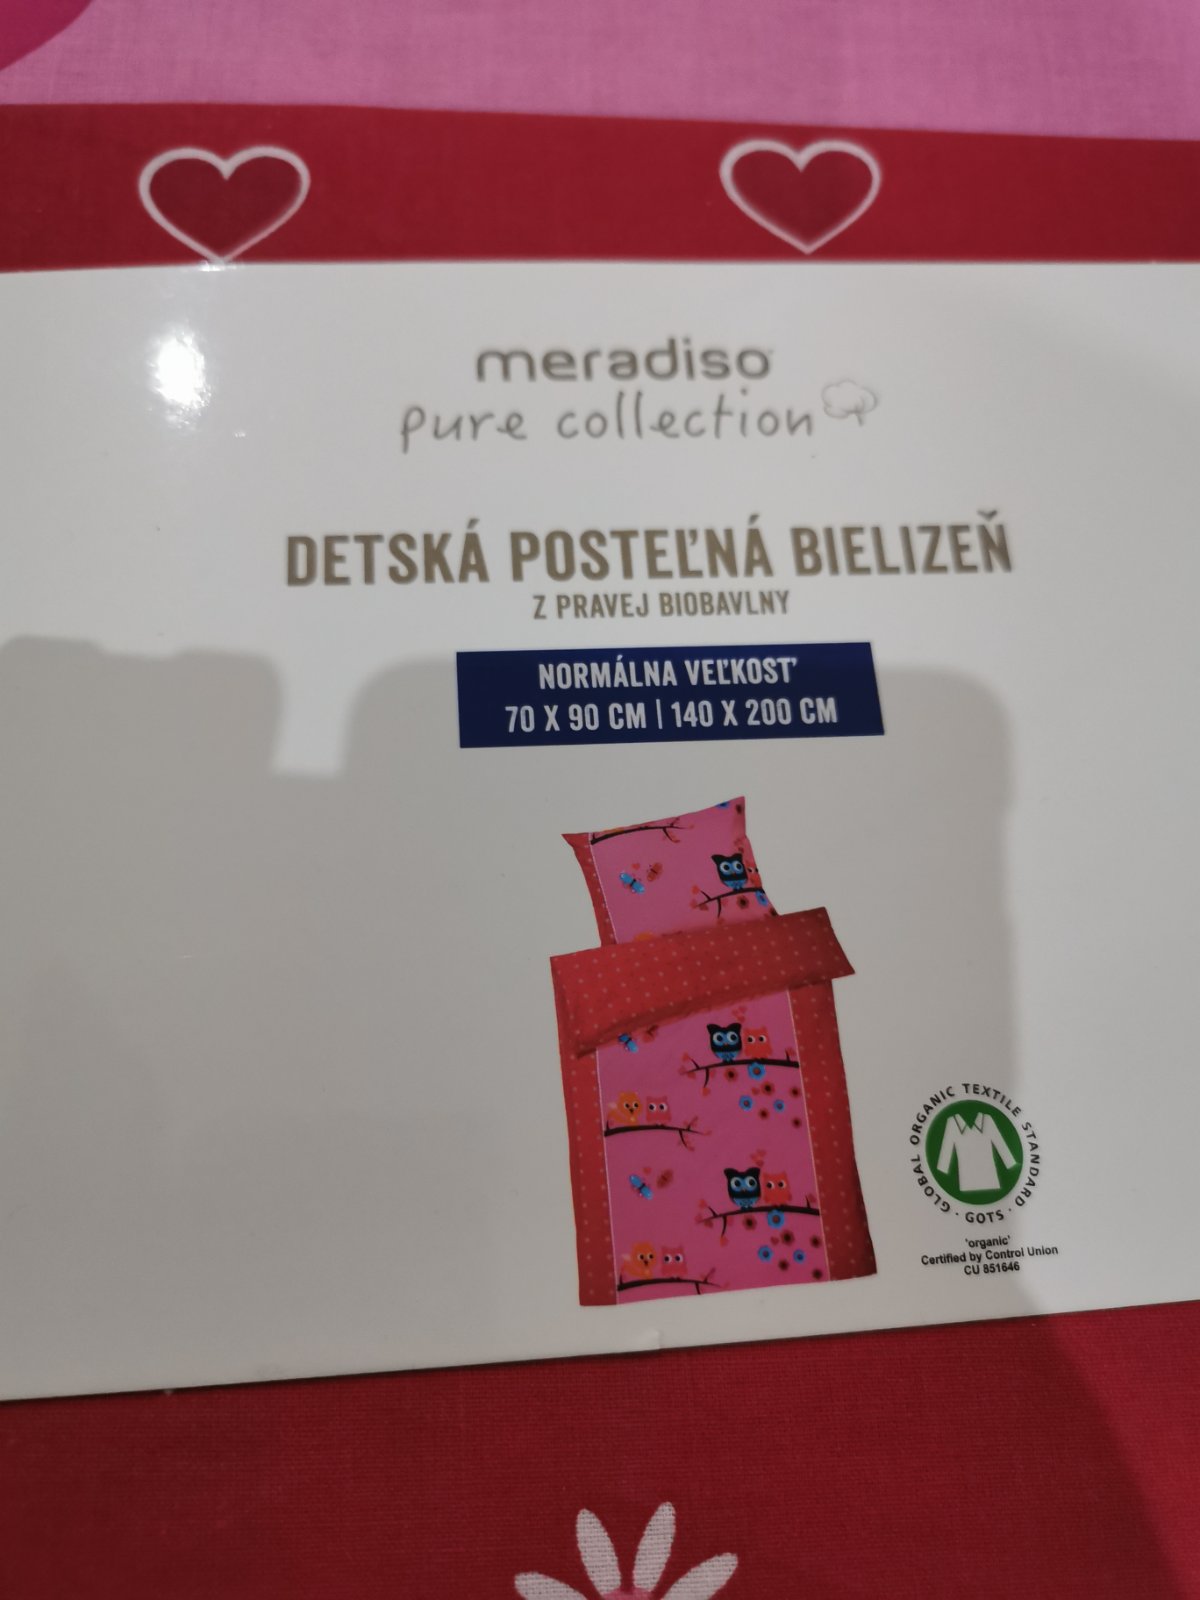 meradiso
pure collection
DETSKÁ POSTEĽNÁ BIELIZEŇ
Z PRAVEJ BIOBAVLNY
NORMÁLNA VEĽKOSŤ
70 X 90 CM | 140 X 200 CM
GLOBAL ORGANIC TEXTILE STANDARD · GOTS ·
'organic'
Certified by Control Union
CU 851646